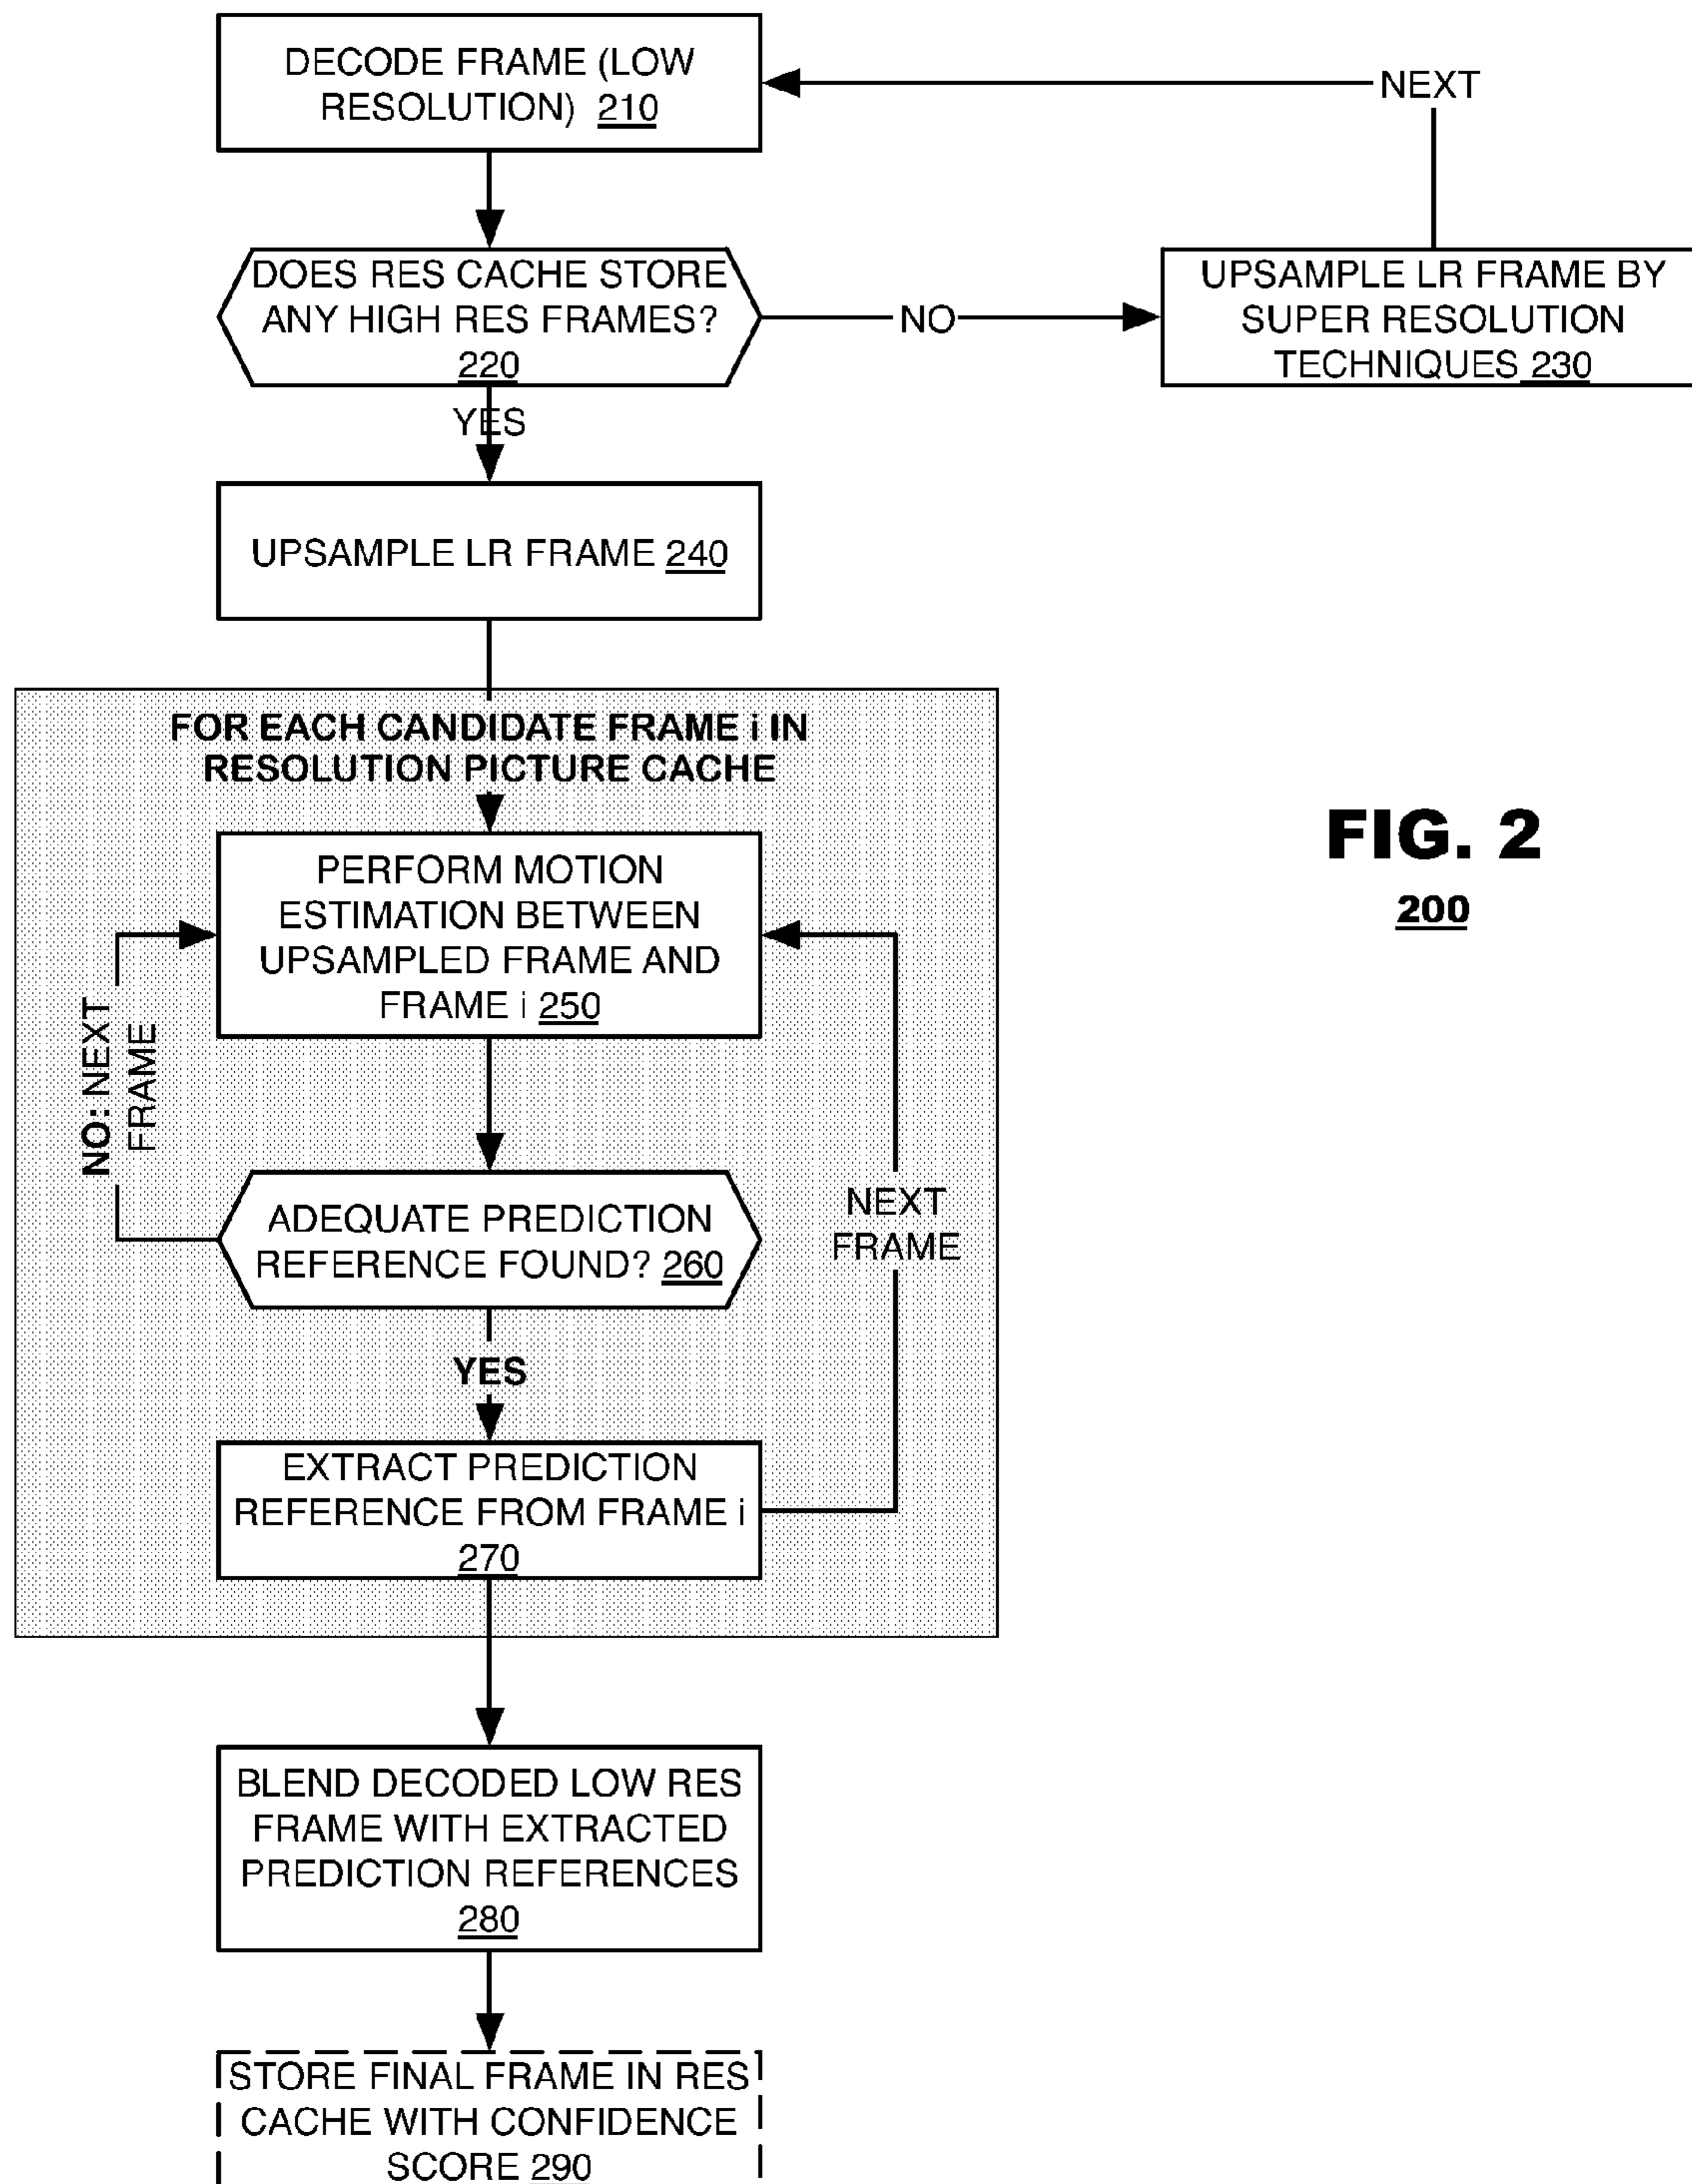 DECODE FRAME (LOW
RESOLUTION) 210
NEXT
DOES RES CACHE STORE
ANY HIGH RES FRAMES?
220
NO
UPSAMPLE LR FRAME BY
SUPER RESOLUTION
TECHNIQUES 230
YES
UPSAMPLE LR FRAME 240
FOR EACH CANDIDATE FRAME i IN
RESOLUTION PICTURE CACHE
PERFORM MOTION
ESTIMATION BETWEEN
UPSAMPLED FRAME AND
FRAME i 250
NO: NEXT
FRAME
ADEQUATE PREDICTION
REFERENCE FOUND? 260
NEXT
FRAME
YES
EXTRACT PREDICTION
REFERENCE FROM FRAME i
270
BLEND DECODED LOW RES
FRAME WITH EXTRACTED
PREDICTION REFERENCES
280
STORE FINAL FRAME IN RES
CACHE WITH CONFIDENCE
SCORE 290
FIG. 2
200